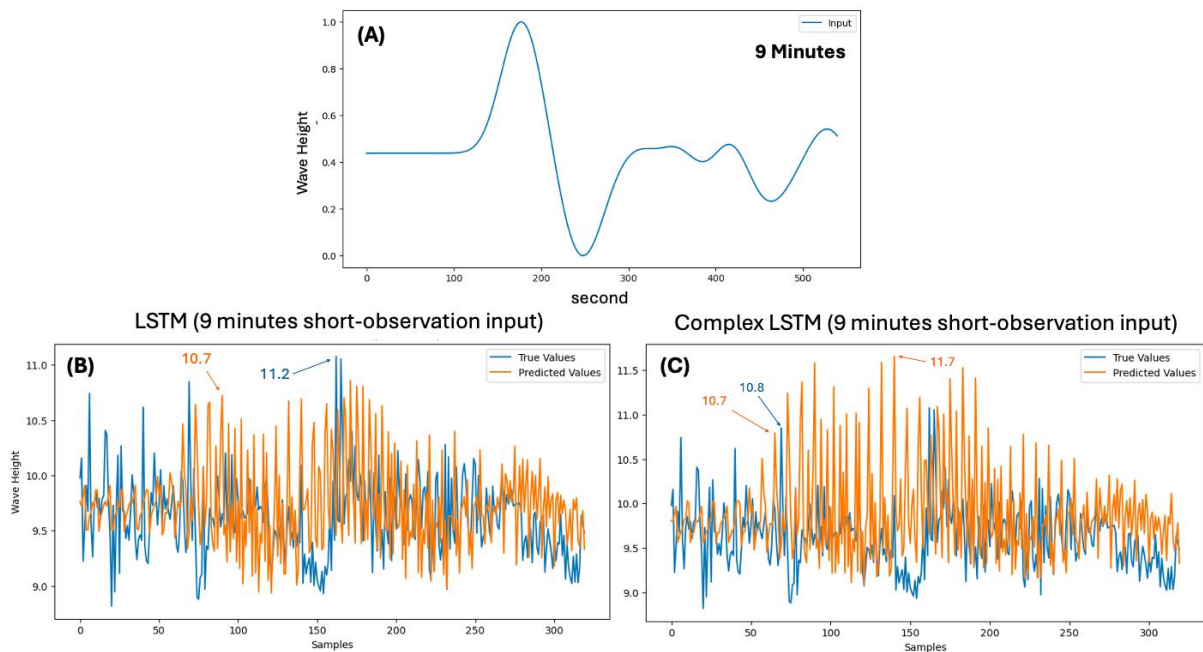 (A)
Input
9 Minutes
Wave Height
1.0
0.8
0.6
0.4
0.2
0.0
0 100 200 300 400 500
second
LSTM (9 minutes short-observation input)
(B)
True Values
Predicted Values
10.7
11.2
Wave Height
11.0
10.5
10.0
9.5
9.0
0 50 100 150 200 250 300
Samples
Complex LSTM (9 minutes short-observation input)
(C)
True Values
Predicted Values
11.7
10.8
10.7
11.5
11.0
10.5
10.0
9.5
9.0
0 50 100 150 200 250 300
Samples